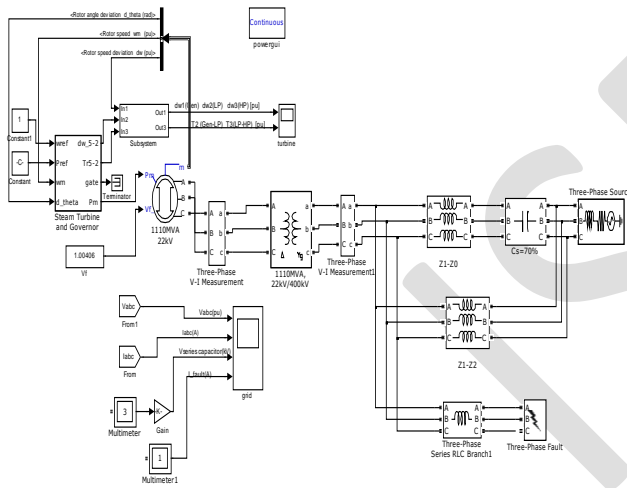 <Rotor angle deviation d_theta (rad)>
<Rotor speed wm (pu)>
<Rotor speed deviation dw (pu)>
Continuous
powergui
1
Constant1
-C-
Constant
wref
Pref
wm
d_theta
dw_5-2
Tr5-2
gate
Pm
Steam Turbine
and Governor
Terminator
In1
In2
In3
Out1
Out3
Subsystem
dw1(Gen) dw2(LP) dw3(HP) [pu]
T2 (Gen-LP) T3(LP-HP) [pu]
turbine
1.00406
Vf
Pm
Vf_
m
A
B
C
1110MVA
22kV
A a
B b
C c
Three-Phase
V-I Measurement
A
B
C
a
b
c
Δ Yg
1110MVA,
22kV/400kV
A a
B b
C c
Three-Phase
V-I Measurement1
A A
B B
C C
Z1-Z0
A A
B B
C C
Cs=70%
Three-Phase Sourc
A
B
C
A A
B B
C C
Z1-Z2
A A
B B
C C
Three-Phase
Series RLC Branch1
A
B
C
Three-Phase Fault
Vabc
From1
Iabc
From
3
Multimeter
-K-
Gain
1
Multimeter1
Vabc(pu)
Iabc(A)
Vseries capacitor(kV)
I_fault(A)
grid